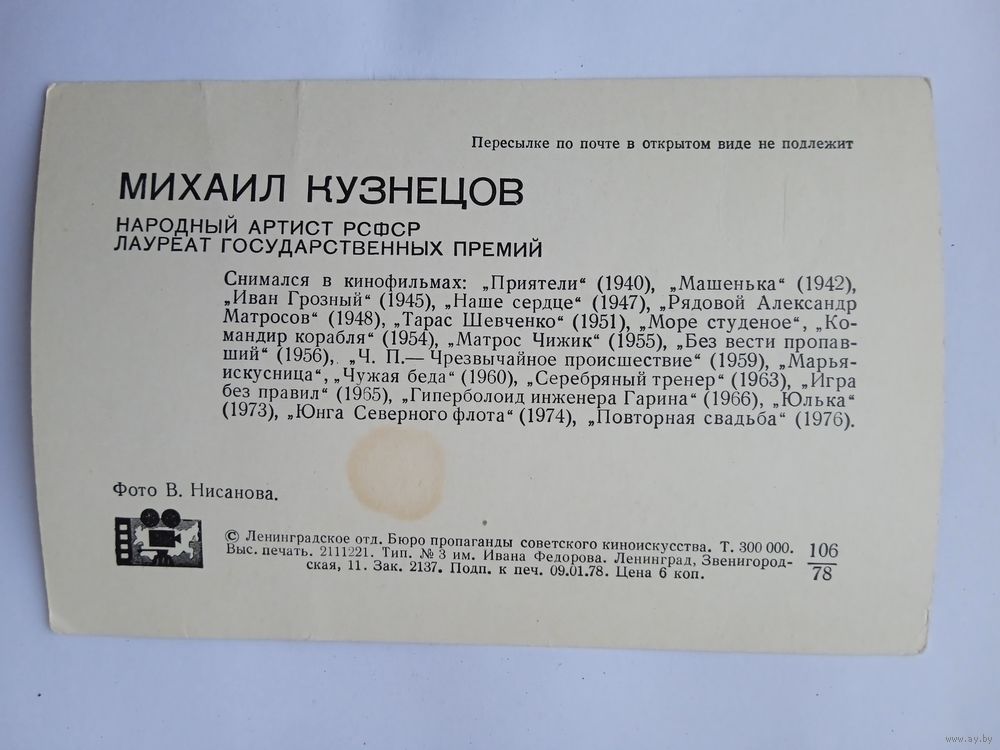 Пересылке по почте в открытом виде не подлежит
МИХАИЛ КУЗНЕЦОВ
НАРОДНЫЙ АРТИСТ РСФСР
ЛАУРЕАТ ГОСУДАРСТВЕННЫХ ПРЕМИЙ
Снимался в кинофильмах: „Приятели“ (1940), „Машенька“ (1942),
„Иван Грозный“ (1945), „Наше сердце“ (1947), „Рядовой Александр
Матросов“ (1948), „Тарас Шевченко“ (1951), „Море студеное“, „Ко-
мандир корабля“ (1954), „Матрос Чижик“ (1955), „Без вести пропав-
ший“ (1956), „Ч. П.— Чрезвычайное происшествие“ (1959), „Марья-
искусница“, „Чужая беда“ (1960), „Серебряный тренер“ (1963), „Игра
без правил“ (1965), „Гиперболоид инженера Гарина“ (1966), „Юлька“
(1973), „Юнга Северного флота“ (1974), „Повторная свадьба“ (1976).
Фото В. Нисанова.
© Ленинградское отд. Бюро пропаганды советского киноискусства. Т. 300 000.
Выс. печать. 2111221. Тип. № 3 им. Ивана Федорова. Ленинград, Звенигород-
ская, 11. Зак. 2137. Подп. к печ. 09.01.78. Цена 6 коп.
106
78
www.ay.by